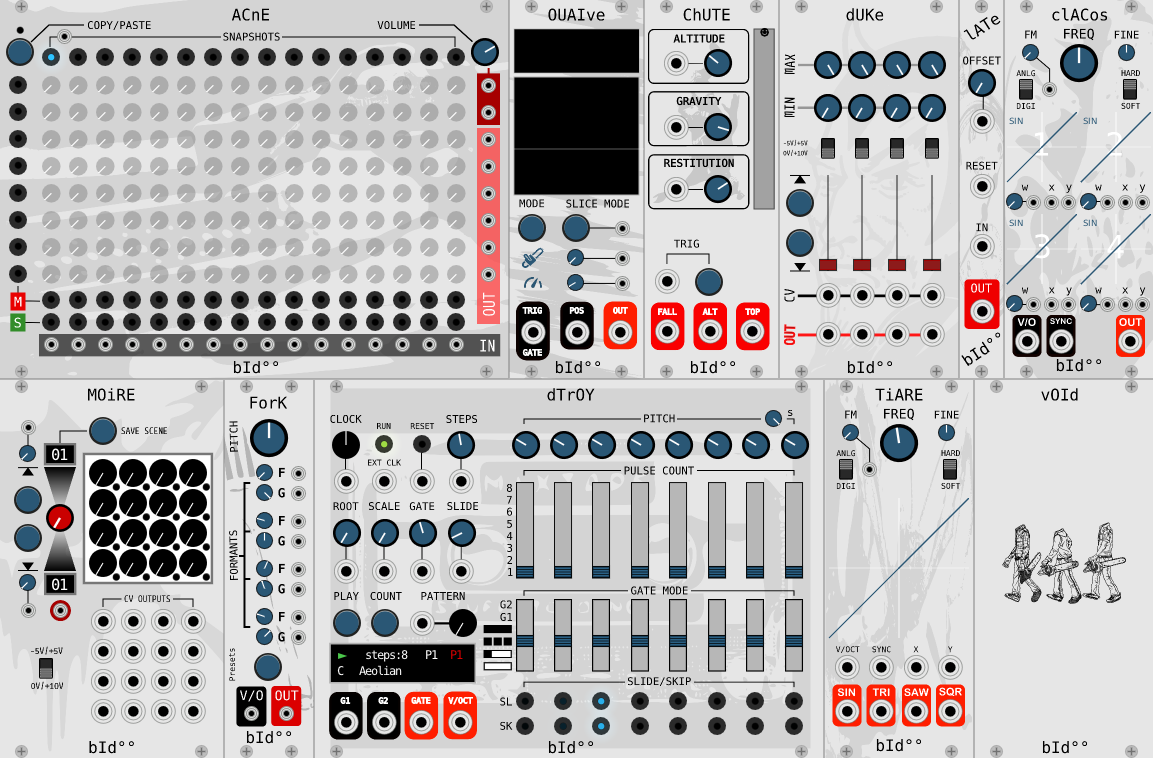 ACnE
COPY/PASTE
VOLUME
SNAPSHOTS
M
S
OUT
IN
bId°°
OUAIve
MODE
SLICE MODE
TRIG
GATE
POS
OUT
bId°°
ChUTE
ALTITUDE
GRAVITY
RESTITUTION
TRIG
FALL
ALT
TOP
bId°°
dUKe
MAX
MIN
-5V/+5V
0V/+10V
CV
OUT
bId°°
lATe
OFFSET
RESET
IN
OUT
bId°°
clACos
FM
FREQ
FINE
ANLG
DIGI
HARD
SOFT
SIN
1
SIN
2
w x y
w x y
SIN
3
SIN
4
w x y
w x y
V/O
SYNC
OUT
bId°°
MOiRE
SAVE SCENE
01
01
CV OUTPUTS
-5V/+5V
0V/+10V
bId°°
ForK
PITCH
FORMANTS
F
G
F
G
F
G
F
G
Presets
V/O
OUT
bId°°
dTrOY
CLOCK
RUN
RESET
STEPS
EXT CLK
ROOT
SCALE
GATE
SLIDE
PLAY
COUNT
PATTERN
► steps:8 P1 P1
C Aeolian
G1
G2
GATE
V/OCT
PITCH
S
PULSE COUNT
8
7
6
5
4
3
2
1
GATE MODE
G2
G1
SLIDE/SKIP
SL
SK
bId°°
TiARE
FM
FREQ
FINE
ANLG
DIGI
HARD
SOFT
V/OCT
SYNC
X
Y
SIN
TRI
SAW
SQR
bId°°
vOId
bId°°